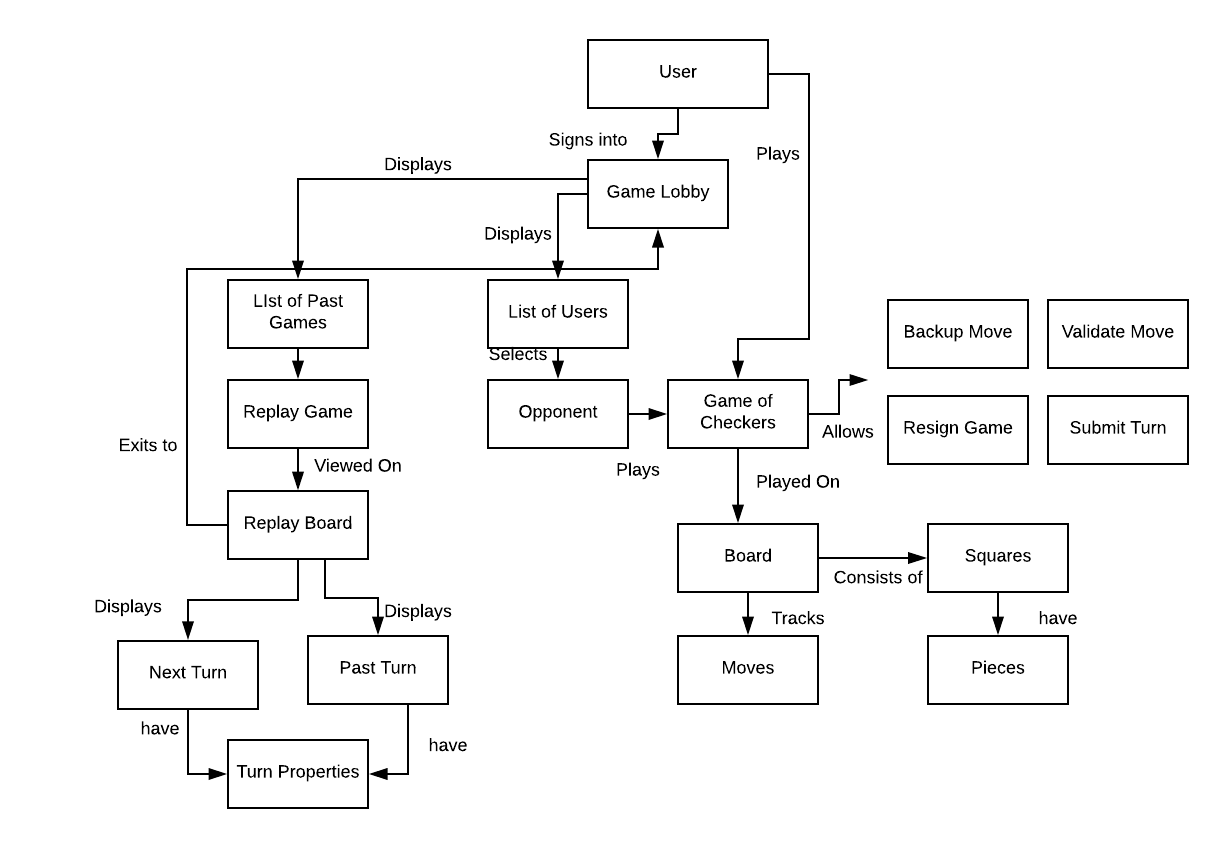 User
Signs into
Plays
Displays
Game Lobby
Displays
LIst of Past
Games
List of Users
Backup Move
Validate Move
Selects
Replay Game
Opponent
Game of
Checkers
Allows
Resign Game
Submit Turn
Exits to
Viewed On
Plays
Played On
Replay Board
Board
Consists of
Squares
Displays
Displays
Tracks
have
Next Turn
Past Turn
Moves
Pieces
have
have
Turn Properties